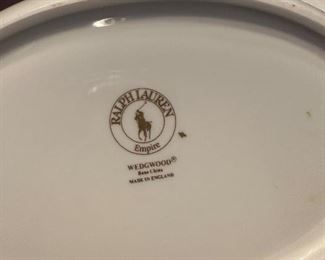 RALPH LAUREN
Empire
WEDGWOOD®
Bone China
MADE IN ENGLAND